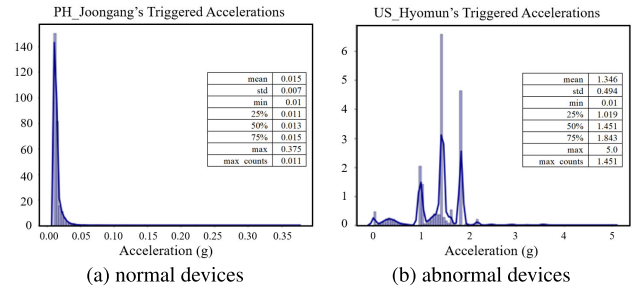 PH_Joongang's Triggered Accelerations
140
120
100
80
60
40
20
0
mean 0.015
std 0.007
min 0.01
25% 0.011
50% 0.013
75% 0.015
max 0.375
max counts 0.011
0.00 0.05 0.10 0.15 0.20 0.25 0.30 0.35
Acceleration (g)
(a) normal devices
US_Hyomun's Triggered Accelerations
6
5
4
3
2
1
0
mean 1.346
std 0.494
min 0.01
25% 1.019
50% 1.451
75% 1.843
max 5.0
max counts 1.451
0 1 2 3 4 5
Acceleration (g)
(b) abnormal devices